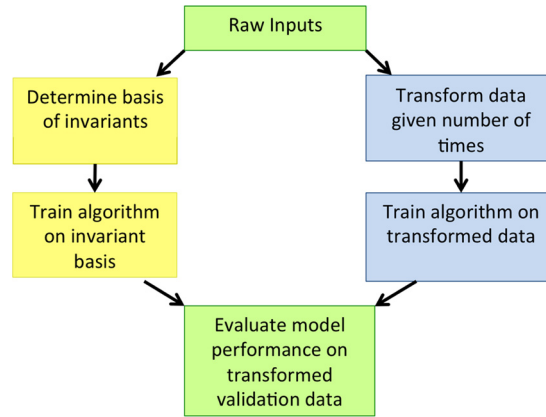 Raw Inputs
Determine basis
of invariants
Transform data
given number of
times
Train algorithm
on invariant
basis
Train algorithm on
transformed data
Evaluate model
performance on
transformed
validation data